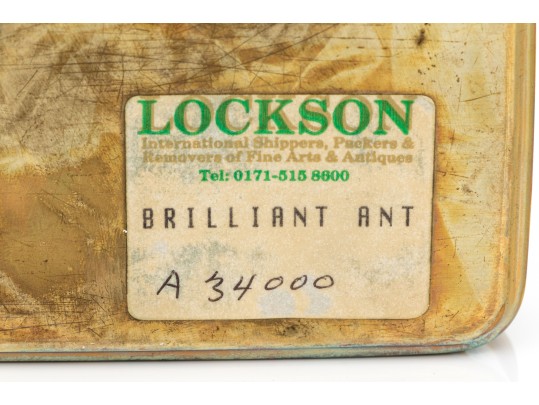 LOCKSON
International Shippers, Packers &
Removers of Fine Arts & Antiques
Tel: 0171-515 8600
BRILLIANT ANT
A 34000